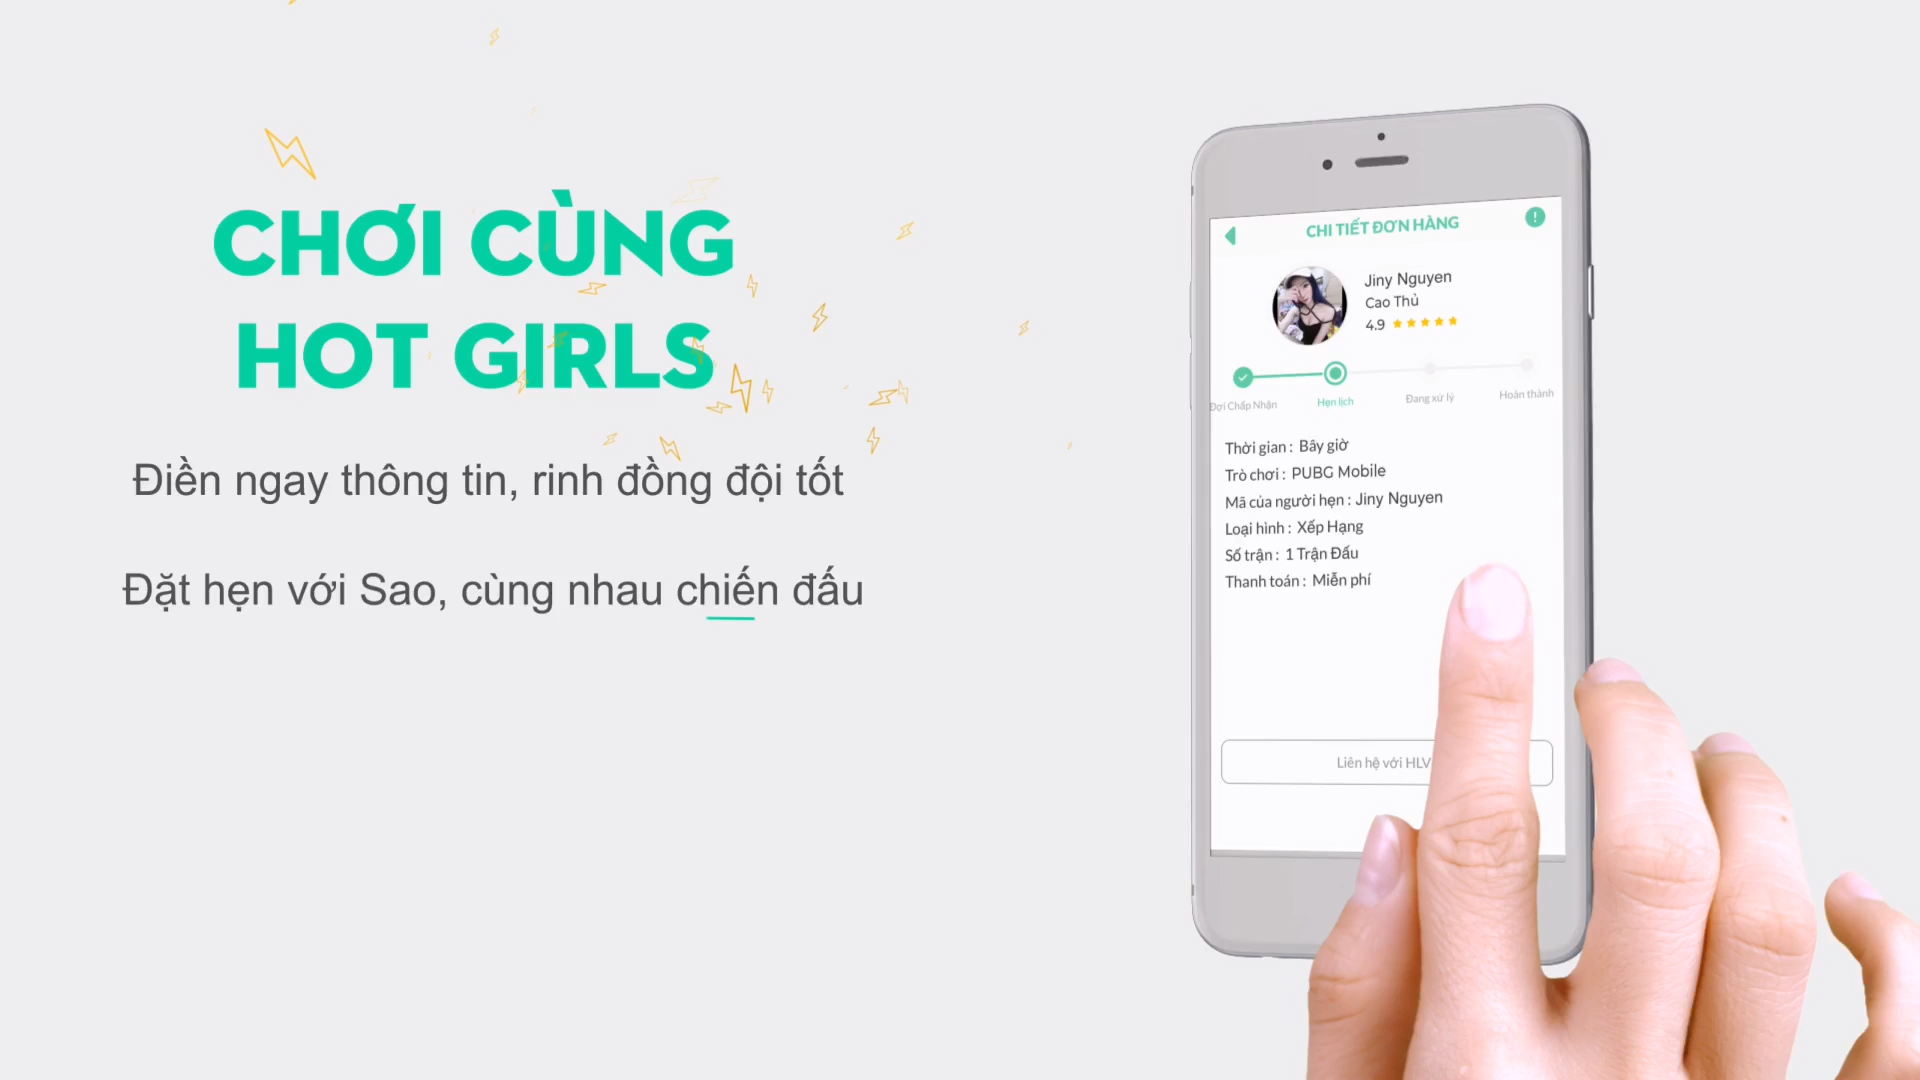 CHƠI CÙNG
HOT GIRLS
Điền ngay thông tin, rinh đồng đội tốt
Đặt hẹn với Sao, cùng nhau chiến đấu
CHI TIẾT ĐƠN HÀNG
Jiny Nguyen
Cao Thủ
4.9
Đợi Chấp Nhận
Hẹn lịch
Đang xử lý
Hoàn thành
Thời gian : Bây giờ
Trò chơi : PUBG Mobile
Mã của người hẹn : Jiny Nguyen
Loại hình : Xếp Hạng
Số trận : 1 Trận Đấu
Thanh toán : Miễn phí
Liên hệ với HLV